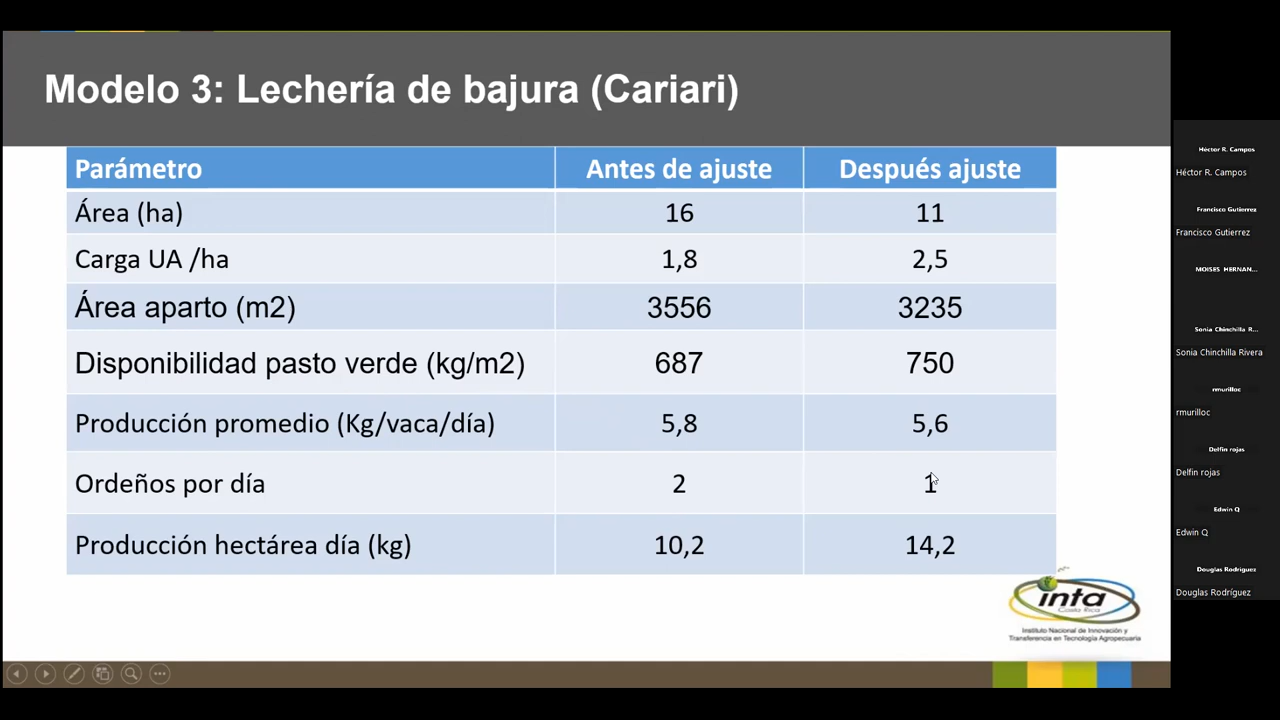 Modelo 3: Lechería de bajura (Cariari)
Parámetro Antes de ajuste Después ajuste
Área (ha) 16 11
Carga UA /ha 1,8 2,5
Área aparto (m2) 3556 3235
Disponibilidad pasto verde (kg/m2) 687 750
Producción promedio (Kg/vaca/día) 5,8 5,6
Ordeños por día 2 1
Producción hectárea día (kg) 10,2 14,2
inta
Costa Rica
Instituto Nacional de Innovación y
Transferencia en Tecnología Agropecuaria
Héctor R. Campos
Héctor R. Campos
Francisco Gutierrez
Francisco Gutierrez
MOISES HERNAN...
Sonia Chinchilla R...
Sonia Chinchilla Rivera
rmurilloc
rmurilloc
Delfin rojas
Delfin rojas
Edwin Q
Edwin Q
Douglas Rodríguez
Douglas Rodríguez